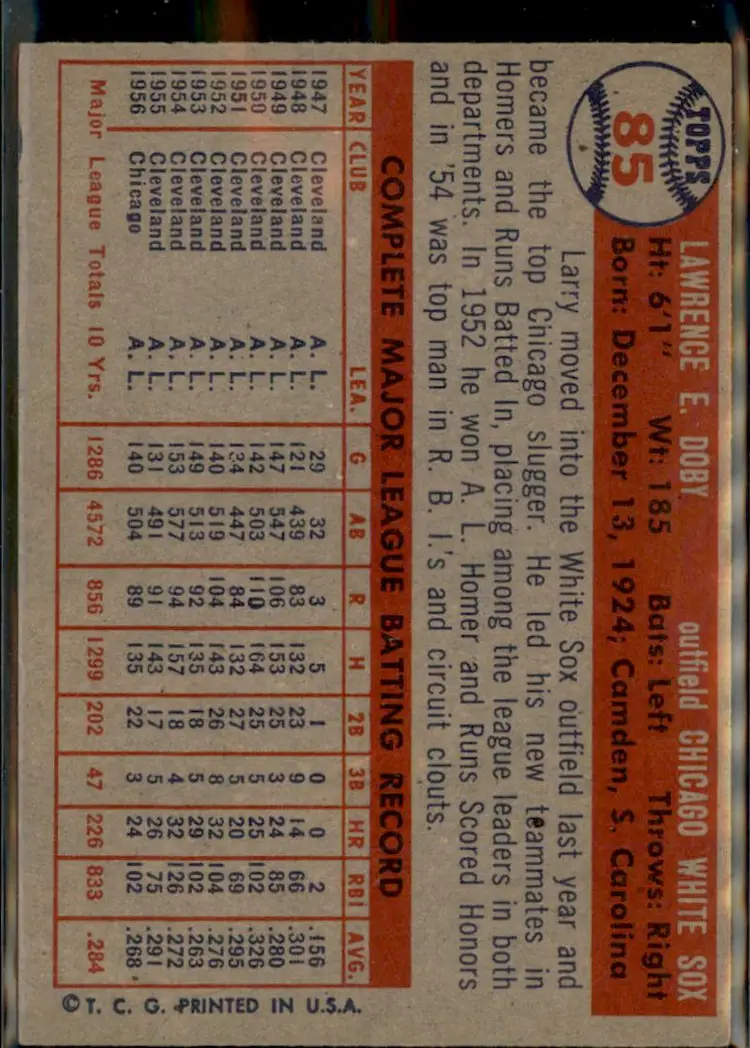 TOPPS
85
LAWRENCE E. DOBY outfield CHICAGO WHITE SOX
Ht: 6'1" Wt: 185 Bats: Left Throws: Right
Born: December 13, 1924; Camden, S. Carolina
Larry moved into the White Sox outfield last year and
became the top Chicago slugger. He led his new teammates in
Homers and Runs Batted In, placing among the league leaders in both
departments. In 1952 he won A. L. Homer and Runs Scored Honors
and in '54 was top man in R. B. I.'s and circuit clouts.
COMPLETE MAJOR LEAGUE BATTING RECORD
YEAR CLUB LEA. G AB R H 2B 3B HR RBI AVG.
1947 Cleveland A. L. 29 32 3 5 1 0 0 2 .156
1948 Cleveland A. L. 121 439 83 132 23 9 14 66 .301
1949 Cleveland A. L. 147 547 106 153 25 3 24 85 .280
1950 Cleveland A. L. 142 503 110 164 25 5 25 102 .326
1951 Cleveland A. L. 134 447 84 132 27 5 20 69 .295
1952 Cleveland A. L. 140 519 104 143 26 8 32 104 .276
1953 Cleveland A. L. 149 513 92 135 18 5 29 102 .263
1954 Cleveland A. L. 153 577 94 157 18 4 32 126 .272
1955 Cleveland A. L. 131 491 91 143 17 5 26 75 .291
1956 Chicago A. L. 140 504 89 135 22 3 24 102 .268
Major League Totals 10 Yrs. 1286 4572 856 1299 202 47 226 833 .284
© T. C. G. PRINTED IN U.S.A.